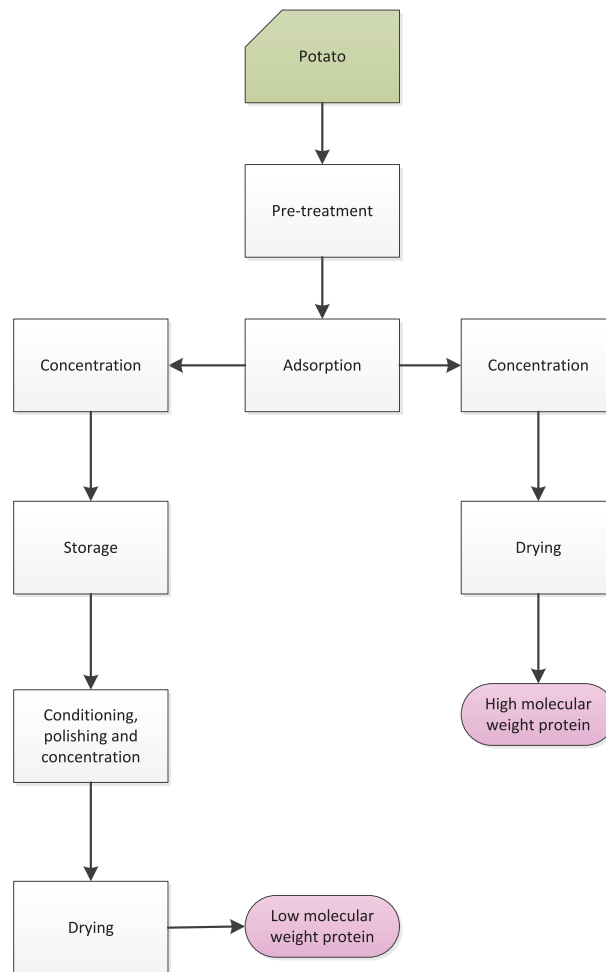 Potato
Pre-treatment
Concentration
Adsorption
Concentration
Storage
Drying
Conditioning,
polishing and
concentration
High molecular
weight protein
Drying
Low molecular
weight protein